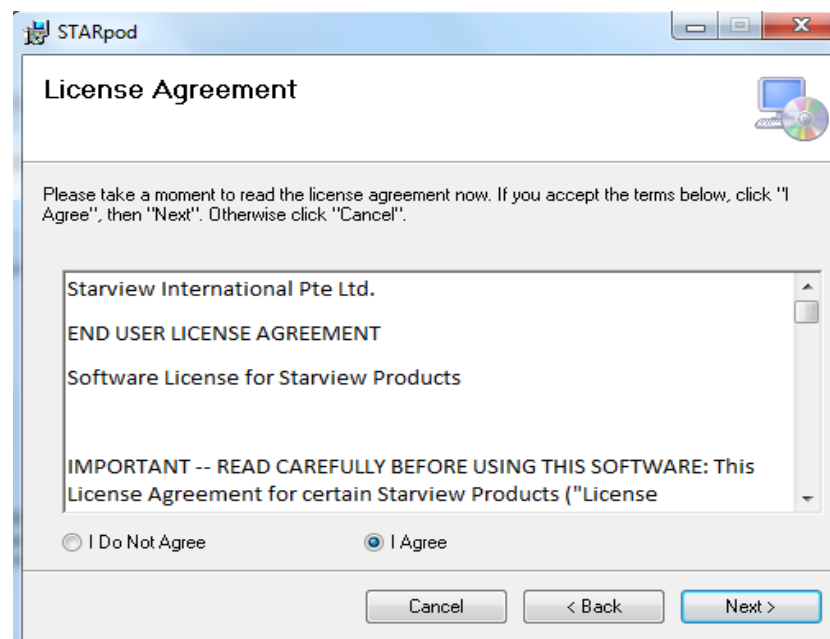 STARpod
License Agreement
Please take a moment to read the license agreement now. If you accept the terms below, click "I
Agree", then "Next". Otherwise click "Cancel".
Starview International Pte Ltd.
END USER LICENSE AGREEMENT
Software License for Starview Products
IMPORTANT -- READ CAREFULLY BEFORE USING THIS SOFTWARE: This
License Agreement for certain Starview Products ("License
I Do Not Agree
I Agree
Cancel
< Back
Next >